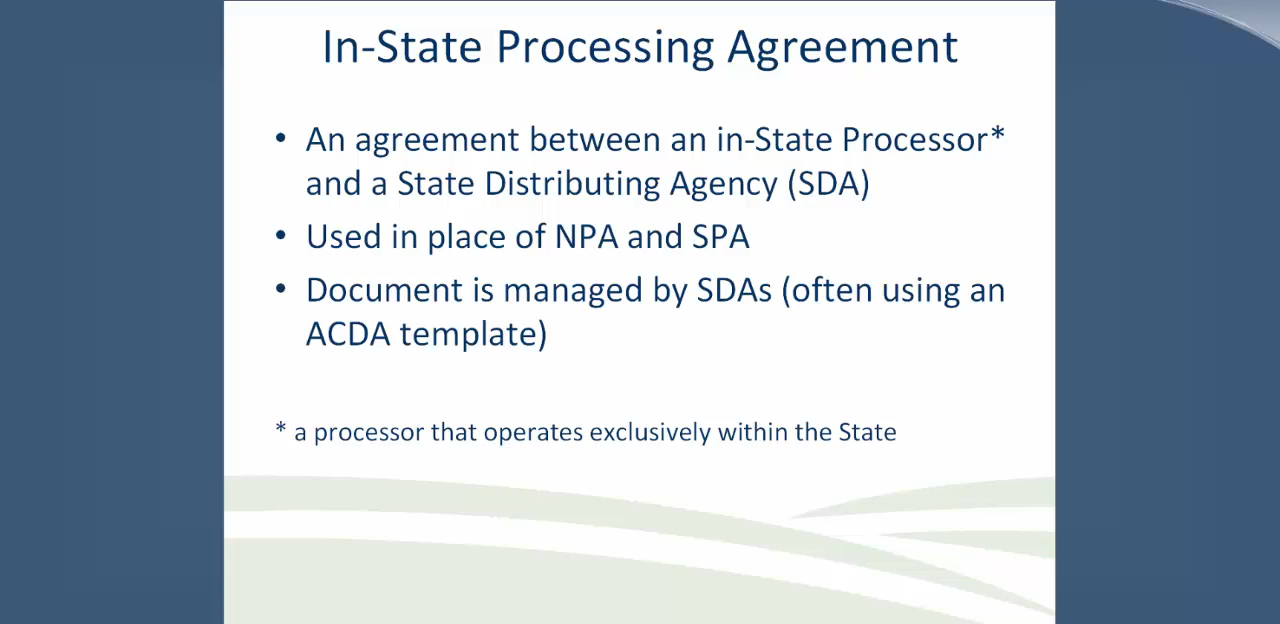 In-State Processing Agreement
• An agreement between an in-State Processor*
and a State Distributing Agency (SDA)
• Used in place of NPA and SPA
• Document is managed by SDAs (often using an
ACDA template)
* a processor that operates exclusively within the State